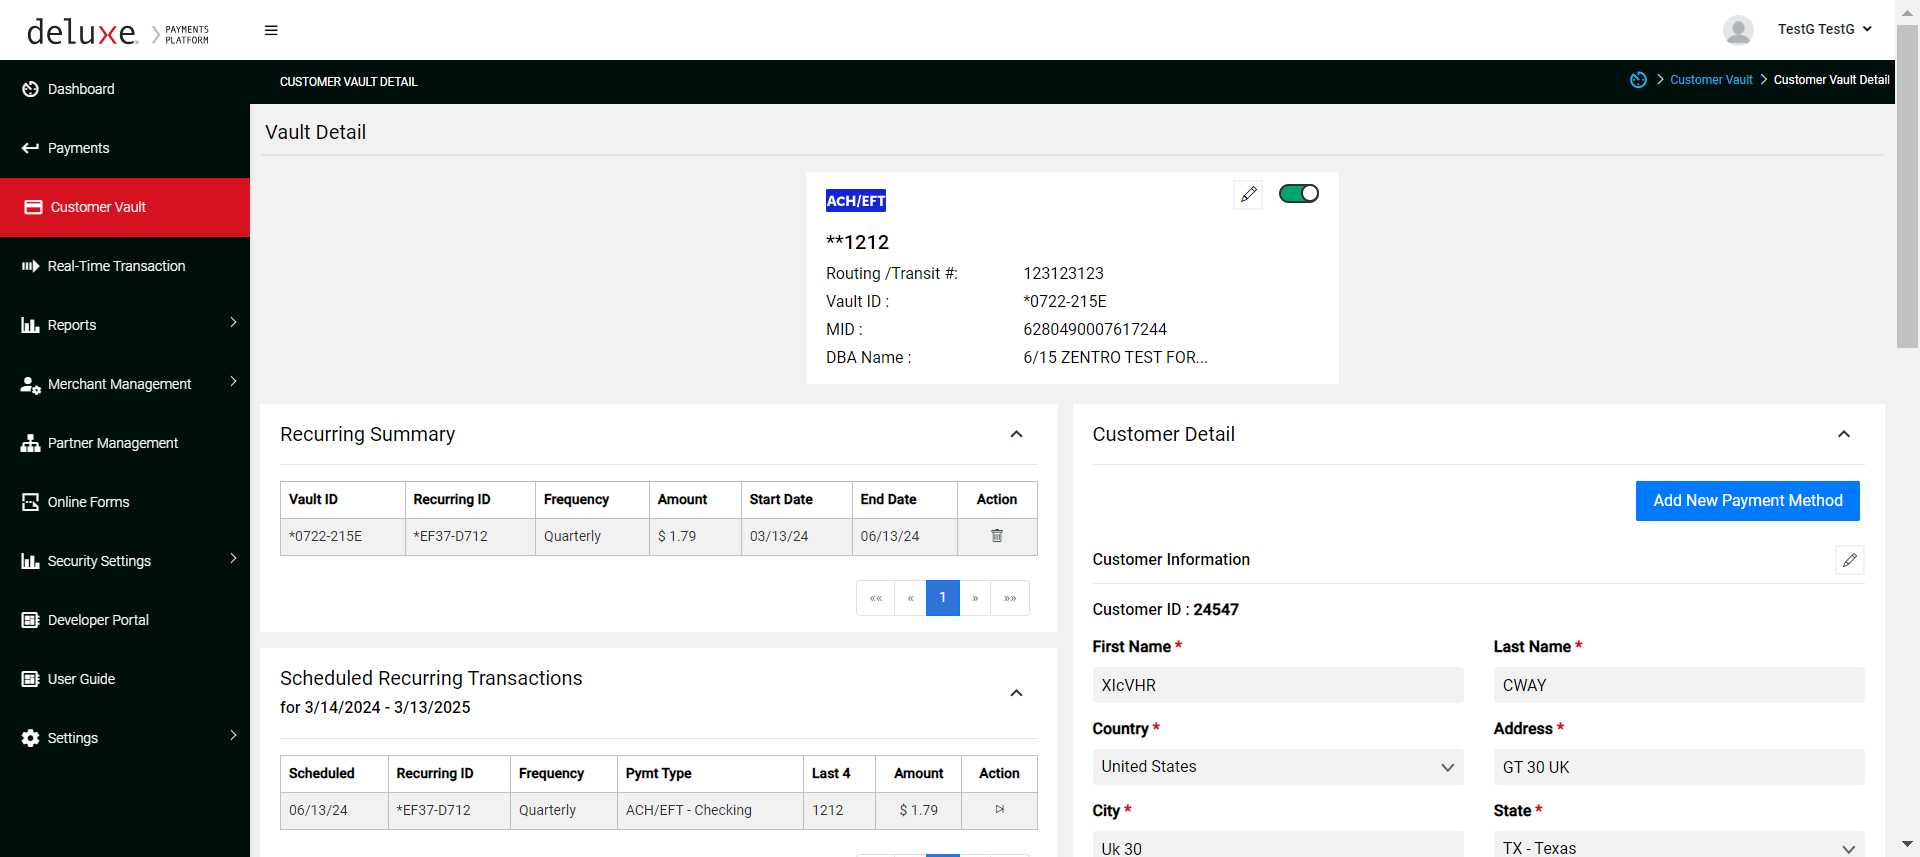 deluxe. PAYMENTS PLATFORM
TestG TestG
Dashboard
Payments
Customer Vault
Real-Time Transaction
Reports
Merchant Management
Partner Management
Online Forms
Security Settings
Developer Portal
User Guide
Settings
CUSTOMER VAULT DETAIL
Customer Vault Customer Vault Detail
Vault Detail
ACH/EFT
**1212
Routing /Transit #: 123123123
Vault ID : *0722-215E
MID : 6280490007617244
DBA Name : 6/15 ZENTRO TEST FOR...
Recurring Summary
Vault ID Recurring ID Frequency Amount Start Date End Date Action
*0722-215E *EF37-D712 Quarterly $ 1.79 03/13/24 06/13/24
«« « 1 » »»
Scheduled Recurring Transactions
for 3/14/2024 - 3/13/2025
Scheduled Recurring ID Frequency Pymt Type Last 4 Amount Action
06/13/24 *EF37-D712 Quarterly ACH/EFT - Checking 1212 $ 1.79
Customer Detail
Add New Payment Method
Customer Information
Customer ID : 24547
First Name * Last Name *
XIcVHR CWAY
Country * Address *
United States GT 30 UK
City * State *
Uk 30 TX - Texas